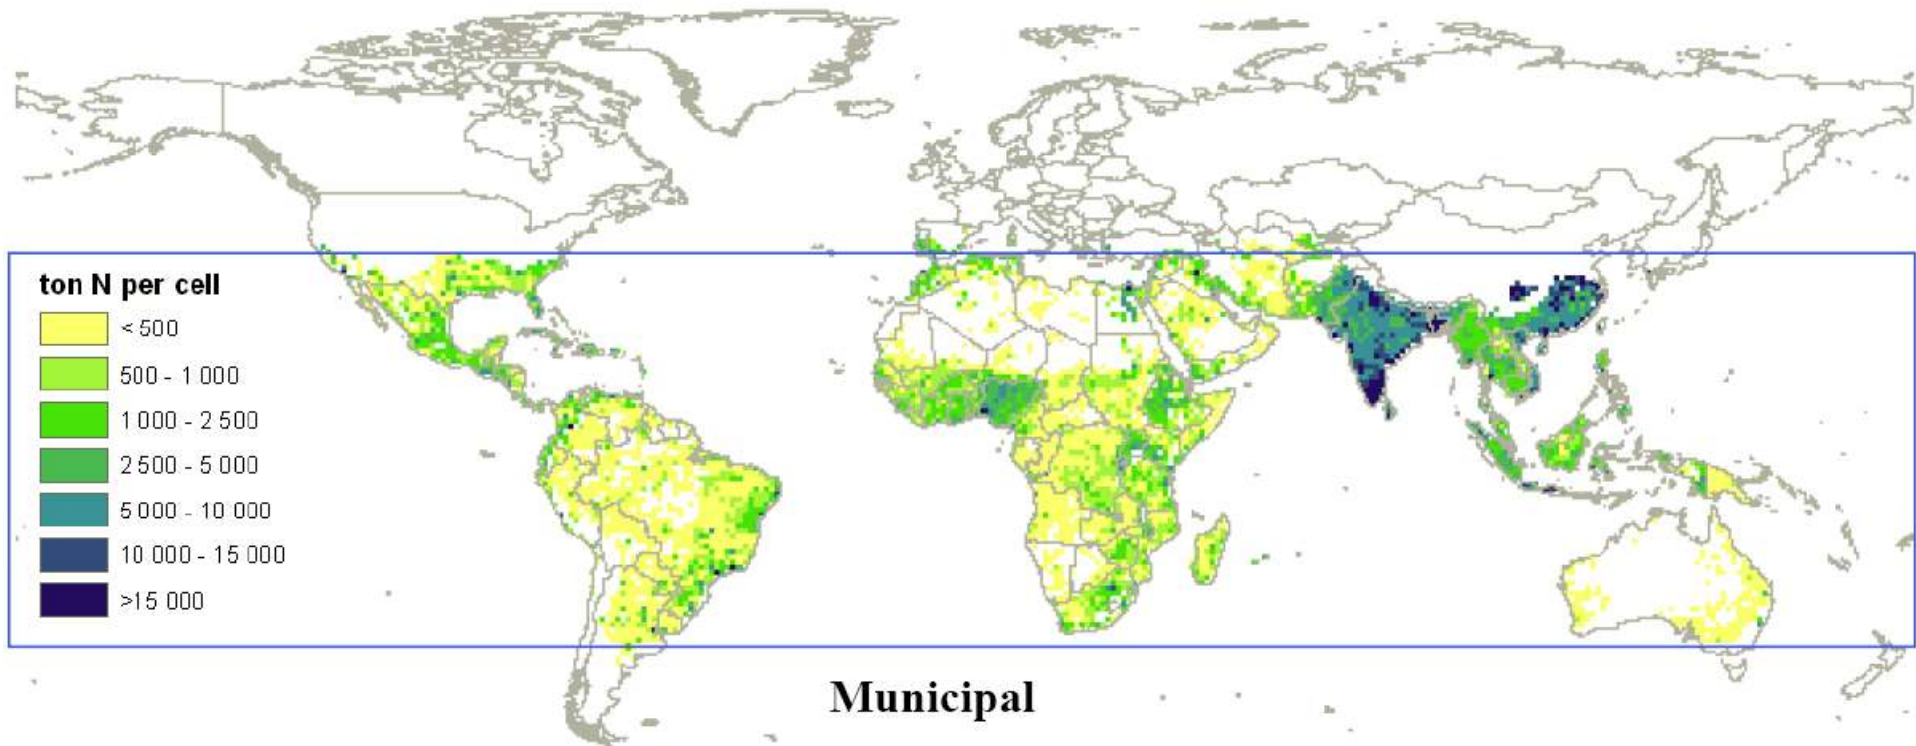 ton N per cell
< 500
500 - 1 000
1 000 - 2 500
2 500 - 5 000
5 000 - 10 000
10 000 - 15 000
>15 000
Municipal